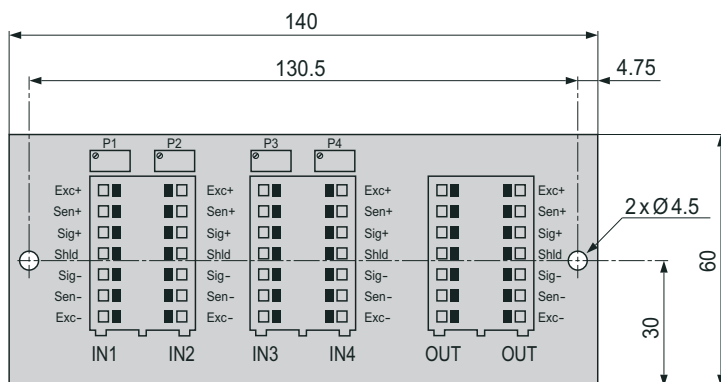 140
130.5 4.75
P1 P2 P3 P4
Exc+ Exc+ Exc+ Exc+
Sen+ Sen+ Sen+ Sen+
Sig+ Sig+ Sig+ Sig+
Shld Shld Shld Shld
Sig− Sig− Sig− Sig−
Sen− Sen− Sen− Sen−
Exc− Exc− Exc− Exc−
IN1 IN2 IN3 IN4 OUT OUT
2 x Ø 4.5
60
30